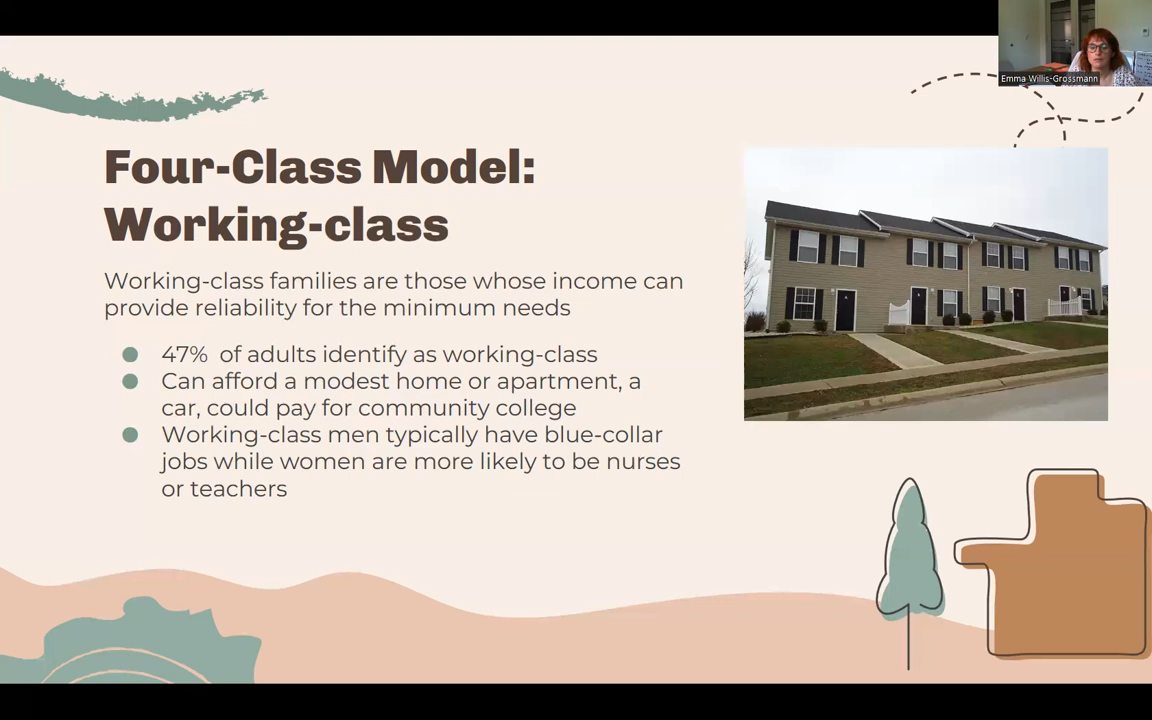 Emma Willis-Grossmann
Four-Class Model:
Working-class
Working-class families are those whose income can
provide reliability for the minimum needs
47% of adults identify as working-class
Can afford a modest home or apartment, a
car, could pay for community college
Working-class men typically have blue-collar
jobs while women are more likely to be nurses
or teachers